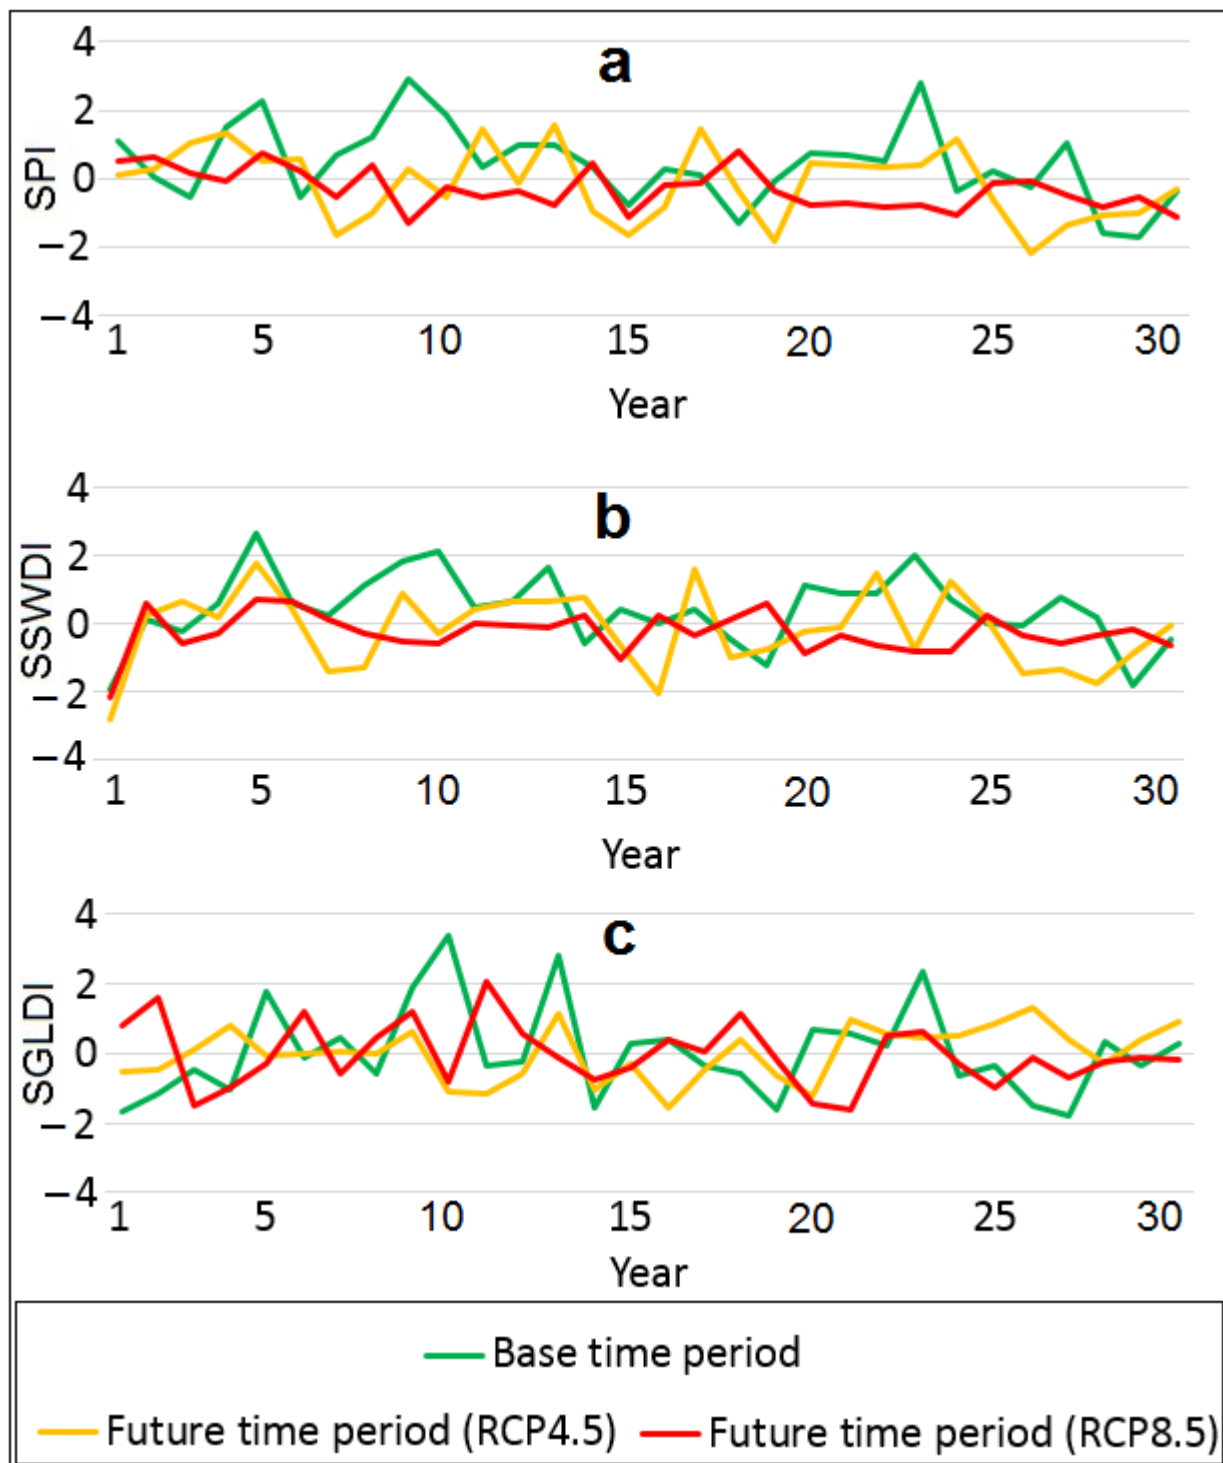 a
4
2
0
−2
−4
SPI
1 5 10 15 20 25 30
Year
b
4
2
0
−2
−4
SSWDI
1 5 10 15 20 25 30
Year
c
4
2
0
−2
−4
SGLDI
1 5 10 15 20 25 30
Year
Base time period
Future time period (RCP4.5) Future time period (RCP8.5)